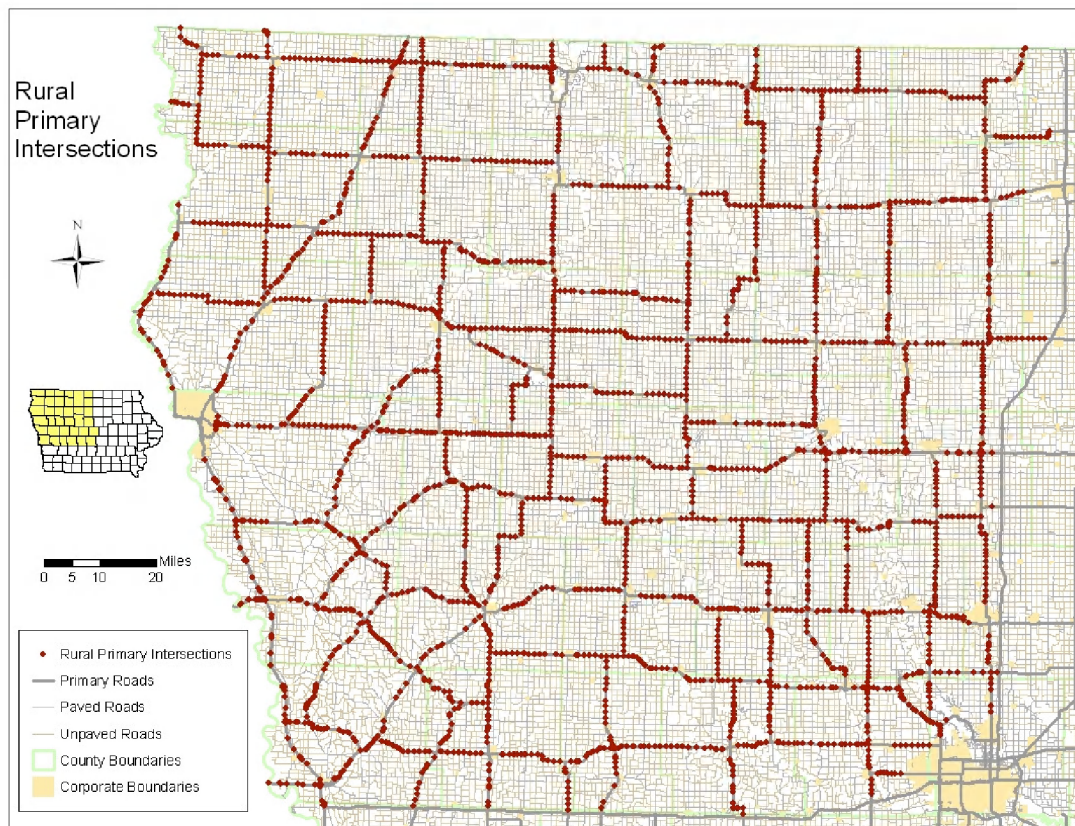 Rural
Primary
Intersections
N
Miles
0 5 10 20
Rural Primary Intersections
Primary Roads
Paved Roads
Unpaved Roads
County Boundaries
Corporate Boundaries